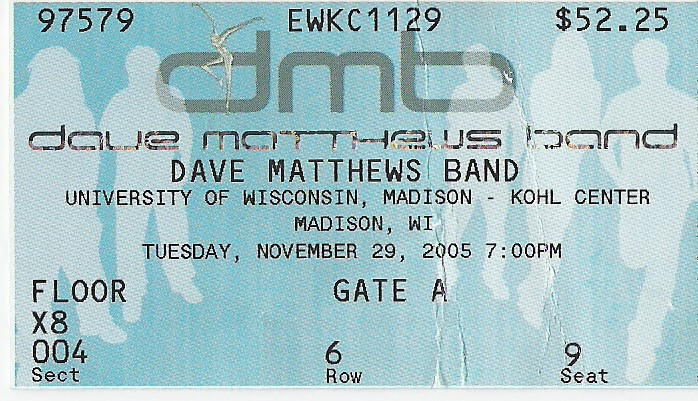 97579 EWKC1129 $52.25
dmb
dave matthews band
DAVE MATTHEWS BAND
UNIVERSITY OF WISCONSIN, MADISON - KOHL CENTER
MADISON, WI
TUESDAY, NOVEMBER 29, 2005 7:00PM
FLOOR GATE A
X8
004 6 9
Sect Row Seat